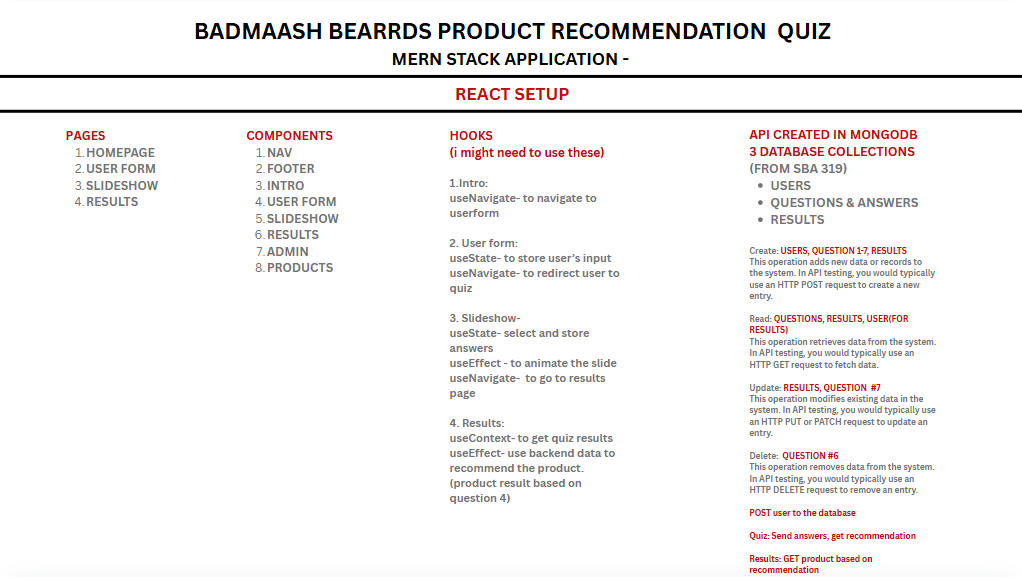 BADMAASH BEARRDS PRODUCT RECOMMENDATION QUIZ
MERN STACK APPLICATION -
REACT SETUP
PAGES
1. HOMEPAGE
2. USER FORM
3. SLIDESHOW
4. RESULTS
COMPONENTS
1. NAV
2. FOOTER
3. INTRO
4. USER FORM
5. SLIDESHOW
6. RESULTS
7. ADMIN
8. PRODUCTS
HOOKS
(i might need to use these)
1.Intro:
useNavigate- to navigate to
userform
2. User form:
useState- to store user's input
useNavigate- to redirect user to
quiz
3. Slideshow-
useState- select and store
answers
useEffect - to animate the slide
useNavigate- to go to results
page
4. Results:
useContext- to get quiz results
useEffect- use backend data to
recommend the product.
(product result based on
question 4)
API CREATED IN MONGODB
3 DATABASE COLLECTIONS
(FROM SBA 319)
• USERS
• QUESTIONS & ANSWERS
• RESULTS
Create: USERS, QUESTION 1-7, RESULTS
This operation adds new data or records to
the system. In API testing, you would typically
use an HTTP POST request to create a new
entry.
Read: QUESTIONS, RESULTS, USER(FOR
RESULTS)
This operation retrieves data from the system.
In API testing, you would typically use an
HTTP GET request to fetch data.
Update: RESULTS, QUESTION #7
This operation modifies existing data in the
system. In API testing, you would typically use
an HTTP PUT or PATCH request to update an
entry.
Delete: QUESTION #6
This operation removes data from the system.
In API testing, you would typically use an
HTTP DELETE request to remove an entry.
POST user to the database
Quiz: Send answers, get recommendation
Results: GET product based on
recommendation